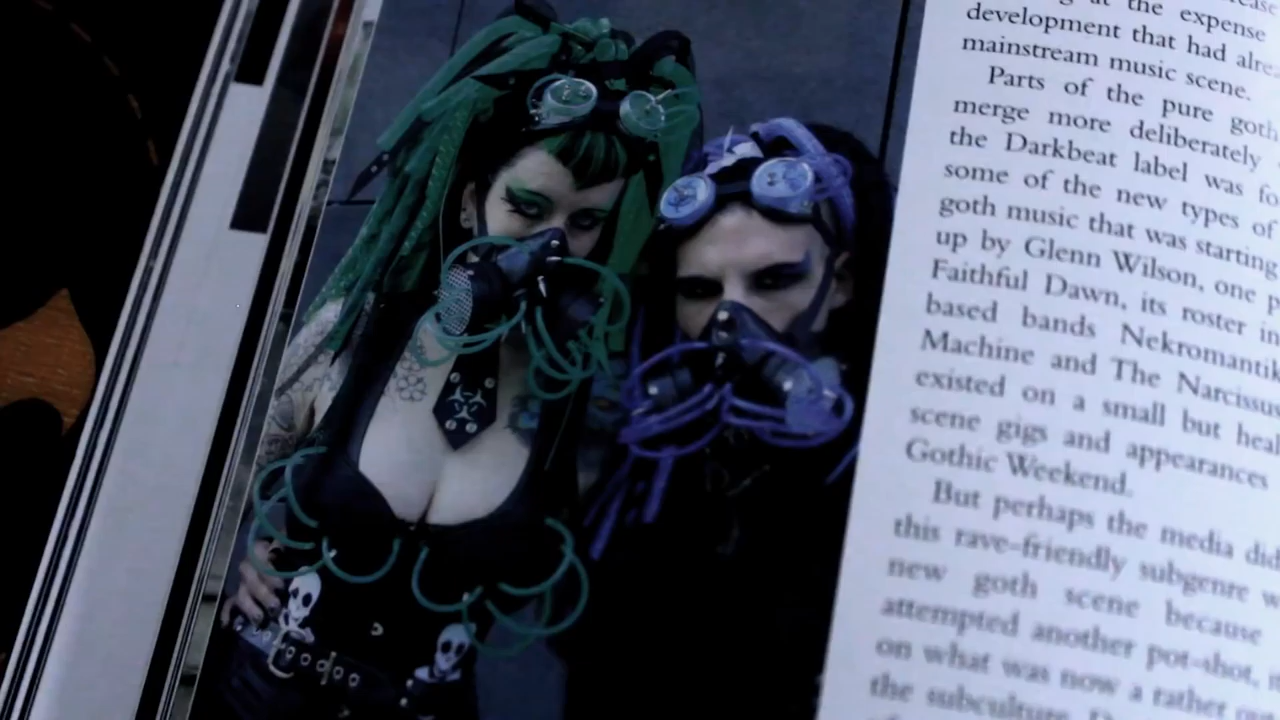 at the expense
development that had
mainstream music scene.
Parts of the pure goth
merge more deliberately
the Darkbeat label was
some of the new types of
goth music that was starting
up by Glenn Wilson, one
Faithful Dawn, its roster
based bands Nekromantik
Machine and The Narcissus
existed on a small but
scene gigs and appearances
Gothic Weekend.
But perhaps the media did
this rave-friendly subgenre
new goth scene because
attempted another pot-shot,
on what was now a rather
the subculture.